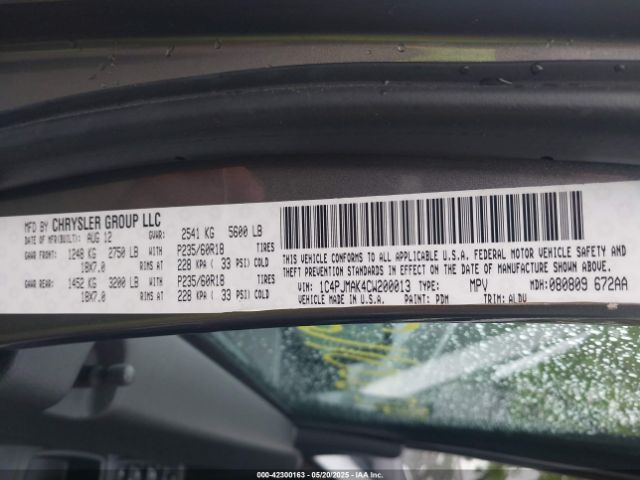 MFD BY CHRYSLER GROUP LLC
DATE OF MFR(BUILT): AUG 12 GVWR: 2541 KG 5600 LB
GAWR FRONT: 1248 KG 2750 LB WITH P235/60R18 TIRES
18X7.0 RIMS AT 228 KPA ( 33 PSI) COLD
GAWR REAR: 1452 KG 3200 LB WITH P235/60R18 TIRES
18X7.0 RIMS AT 228 KPA ( 33 PSI) COLD
THIS VEHICLE CONFORMS TO ALL APPLICABLE U.S.A. FEDERAL MOTOR VEHICLE SAFETY AND
THEFT PREVENTION STANDARDS IN EFFECT ON THE DATE OF MANUFACTURE SHOWN ABOVE.
VIN: 1C4PJMAK4CW200013 TYPE: MPV MDH: 080809 672AA
VEHICLE MADE IN U.S.A. PAINT: PDM TRIM: ALDV
000-42300163 - 05/20/2025 - IAAI.COM